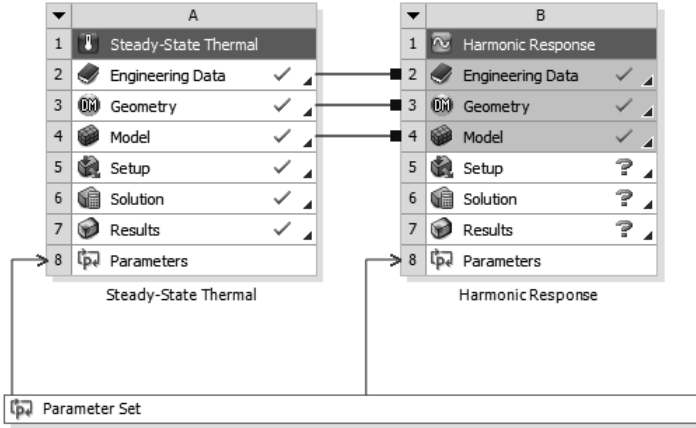 A
1 Steady-State Thermal
2 Engineering Data
3 DM Geometry
4 Model
5 Setup
6 Solution
7 Results
8 Parameters
Steady-State Thermal
B
1 Harmonic Response
2 Engineering Data
3 DM Geometry
4 Model
5 Setup ?
6 Solution ?
7 Results ?
8 Parameters
Harmonic Response
Parameter Set